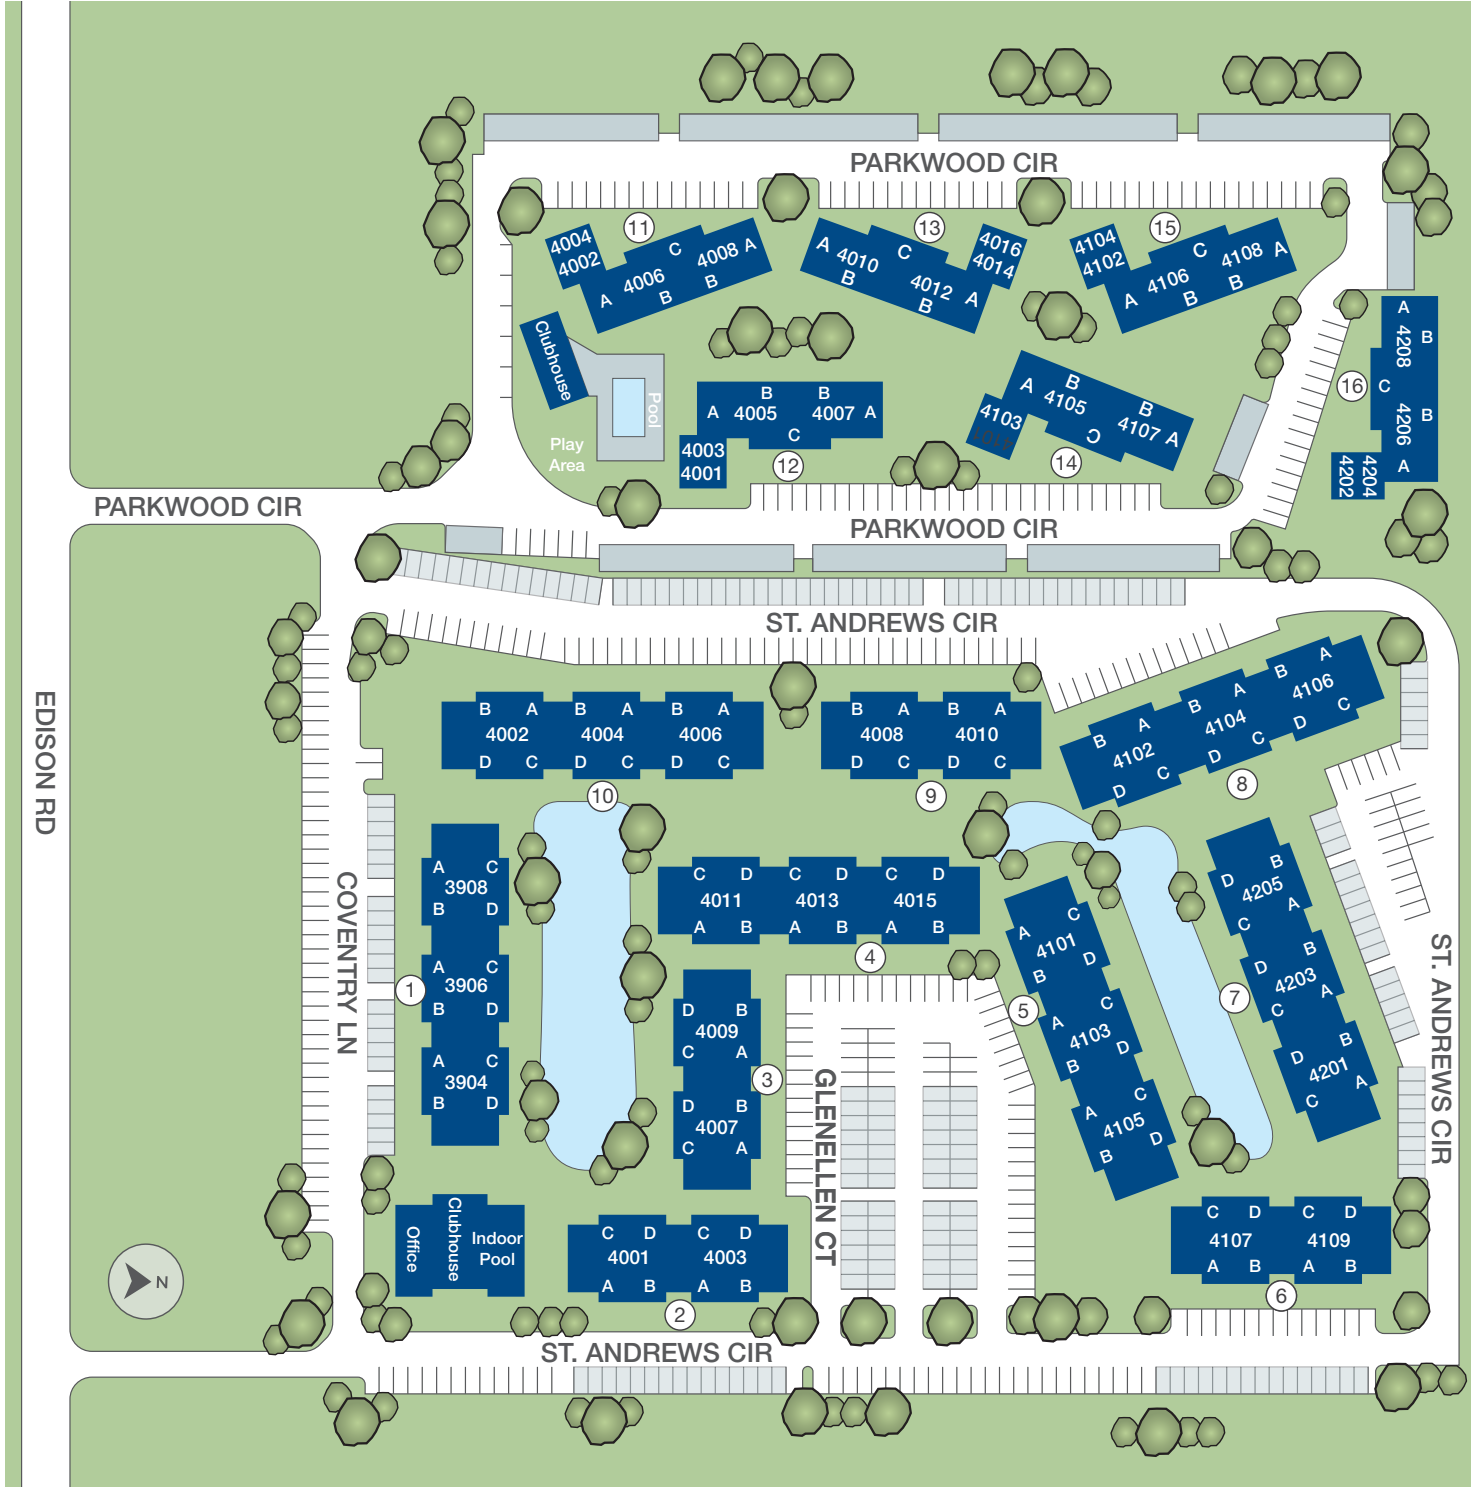 PARKWOOD CIR
11
13
15
4004
4002
A
4006
B
C
4008
B
A
A
4010
B
C
4012
B
A
4016
4014
4104
4102
A
4106
B
C
4108
B
A
Clubhouse
Pool
Play
Area
A
B
4005
C
B
4007
A
4003
4001
12
A
B
4105
C
B
4107
A
4103
14
A
4208
B
C
4206
B
A
4204
4202
16
PARKWOOD CIR
PARKWOOD CIR
ST. ANDREWS CIR
EDISON RD
COVENTRY LN
B A B A B A
4002 4004 4006
D C D C D C
10
B A B A
4008 4010
D C D C
9
B A
4102
D C
B A
4104
D C
B A
4106
D C
8
A C
3908
B D
A C
3906
B D
A C
3904
B D
1
C D C D C D
4011 4013 4015
A B A B A B
4
D B
4009
C A
D B
4007
C A
3
A C
4101
B D
A C
4103
B D
A C
4105
B D
5
D B
4205
C A
D B
4203
C A
D B
4201
C A
7
ST. ANDREWS CIR
GLENELLEN CT
Office
Clubhouse
Indoor
Pool
C D C D
4001 4003
A B A B
2
C D C D
4107 4109
A B A B
6
N
ST. ANDREWS CIR